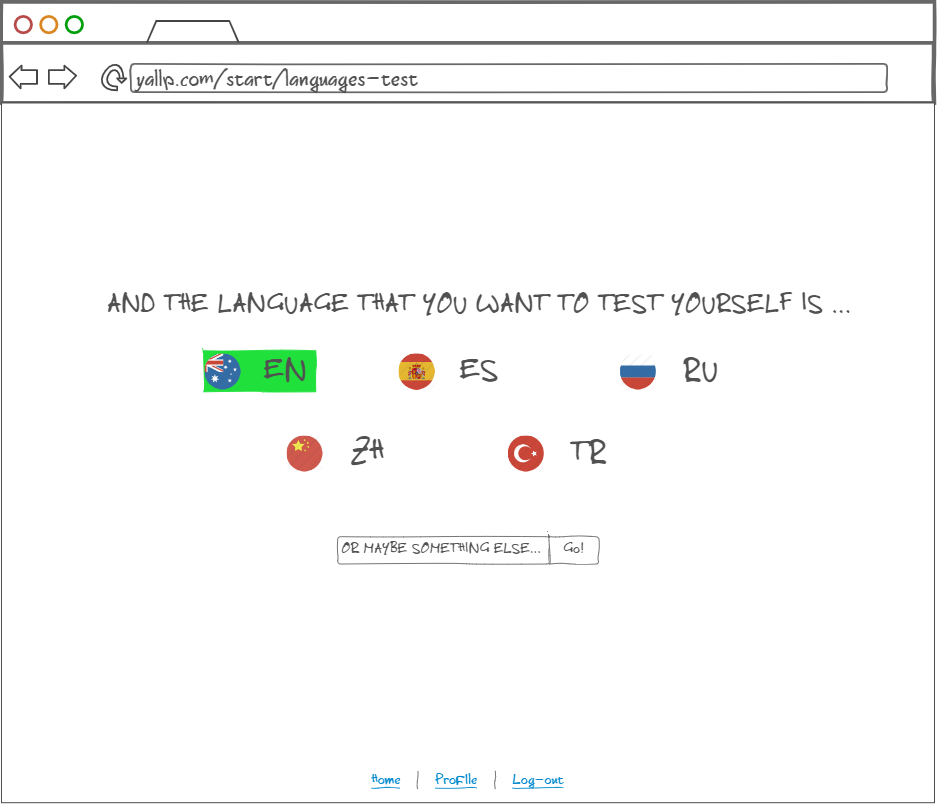 yallp.com/start/languages-test
AND THE LANGUAGE THAT YOU WANT TO TEST YOURSELF IS ...
EN ES RU
ZH TR
OR MAYBE SOMETHING ELSE... Go!
Home | Profile | Log-out